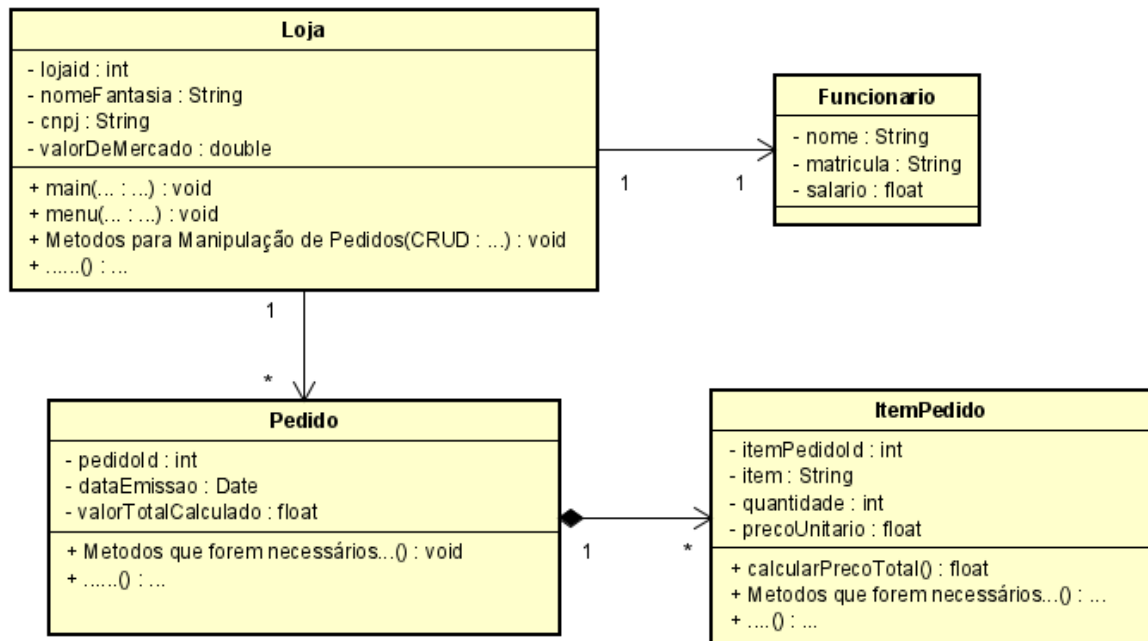 Loja
- lojaid : int
- nomeFantasia : String
- cnpj : String
- valorDeMercado : double
+ main(... : ...) : void
+ menu(... : ...) : void
+ Metodos para Manipulação de Pedidos(CRUD : ...) : void
+ ......() : ...
Funcionario
- nome : String
- matricula : String
- salario : float
1
1
1
*
Pedido
- pedidoId : int
- dataEmissao : Date
- valorTotalCalculado : float
+ Metodos que forem necessários...() : void
+ ......() : ...
1
*
ItemPedido
- itemPedidoId : int
- item : String
- quantidade : int
- precoUnitario : float
+ calcularPrecoTotal() : float
+ Metodos que forem necessários...() : ...
+ ....() : ...